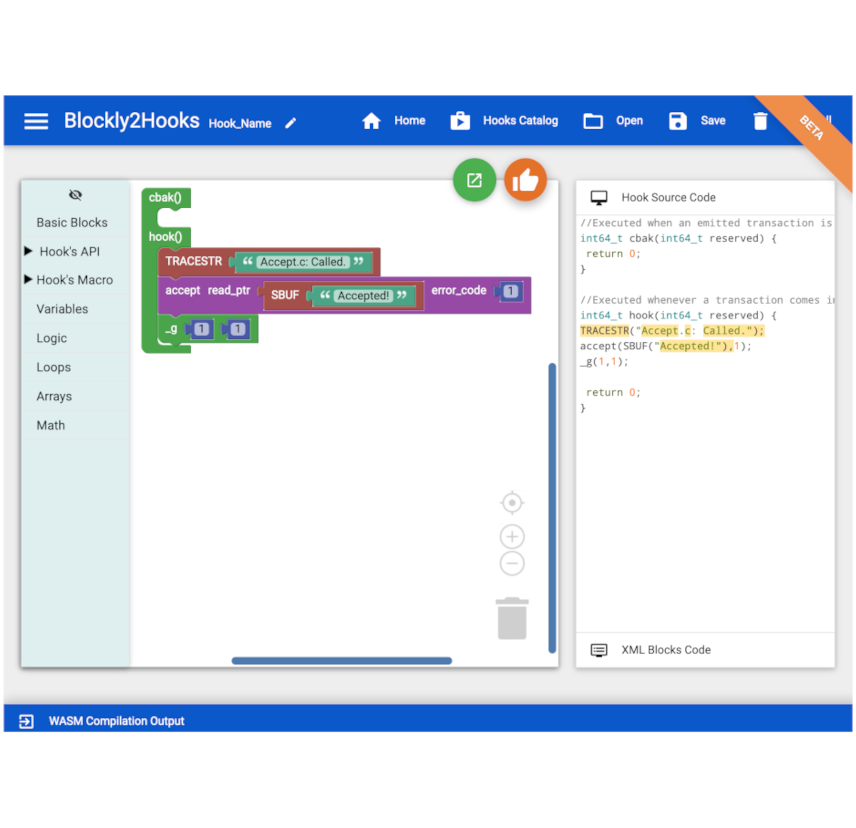 Blockly2Hooks Hook_Name Home Hooks Catalog Open Save
BETA
Basic Blocks
Hook's API
Hook's Macro
Variables
Logic
Loops
Arrays
Math
cbak()
hook()
TRACESTR “ Accept.c: Called. ”
accept read_ptr SBUF “ Accepted! ” error_code 1
_g 1 1
Hook Source Code
//Executed when an emitted transaction is
int64_t cbak(int64_t reserved) {
return 0;
}
//Executed whenever a transaction comes
int64_t hook(int64_t reserved) {
TRACESTR("Accept.c: Called.");
accept(SBUF("Accepted!"),1);
_g(1,1);
return 0;
}
XML Blocks Code
WASM Compilation Output